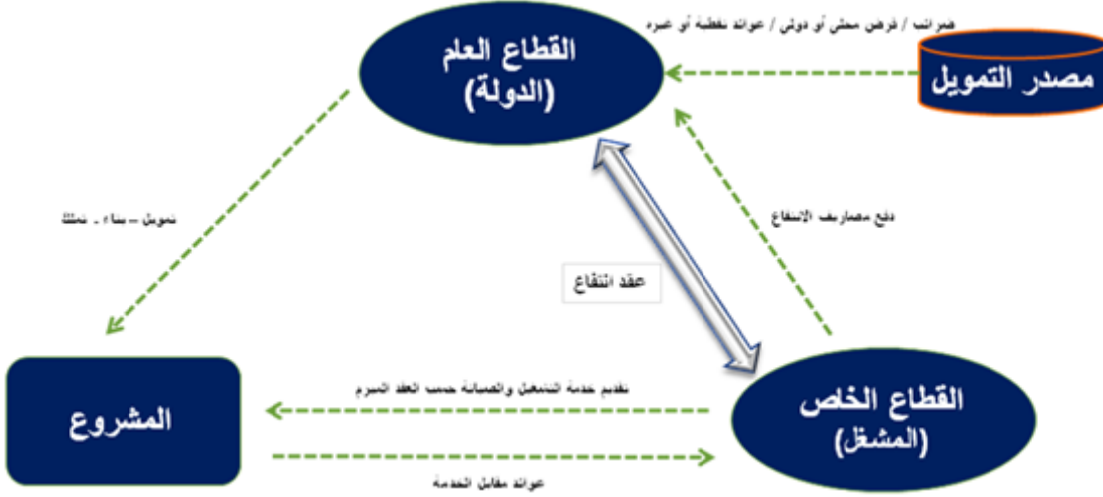 ضرائب / قرض محلي أو دولي / عوائد نفطية أو غيره
القطاع العام
(الدولة)
مصدر التمويل
تمويل – بناء - تملك
دفع مصاريف الانتفاع
عقد انتفاع
تقديم خدمة التشغيل والصيانة حسب العقد المبرم
القطاع الخاص
(المشغل)
المشروع
عوائد مقابل الخدمة